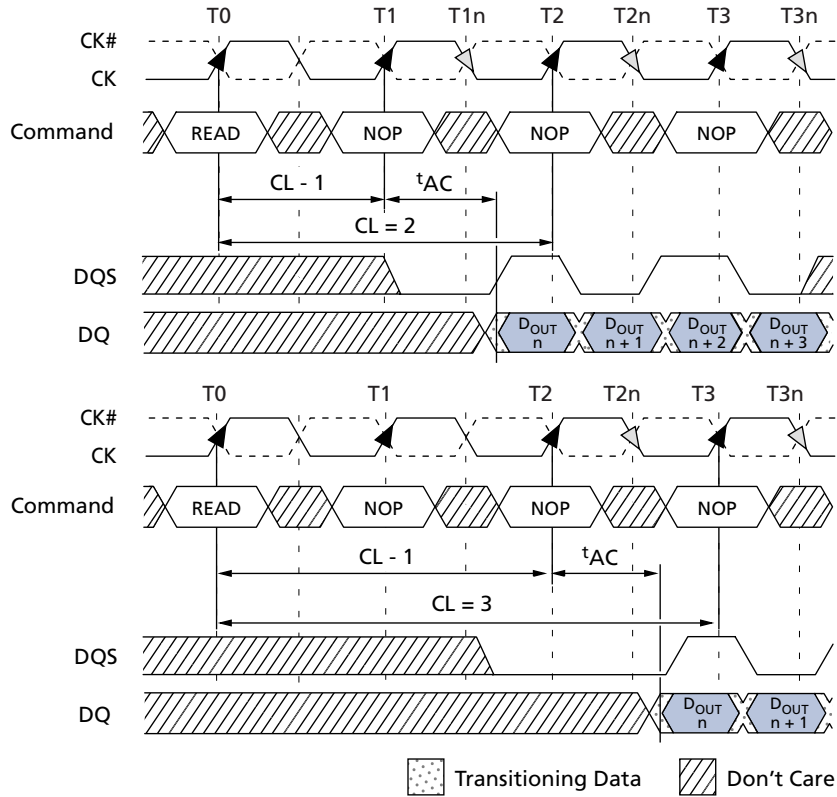 T0 T1 T1n T2 T2n T3 T3n
CK#
CK
Command READ NOP NOP NOP
CL - 1 tAC
CL = 2
DQS
DQ DOUT n DOUT n + 1 DOUT n + 2 DOUT n + 3
T0 T1 T2 T2n T3 T3n
CK#
CK
Command READ NOP NOP NOP
CL - 1 tAC
CL = 3
DQS
DQ DOUT n DOUT n + 1
Transitioning Data Don't Care